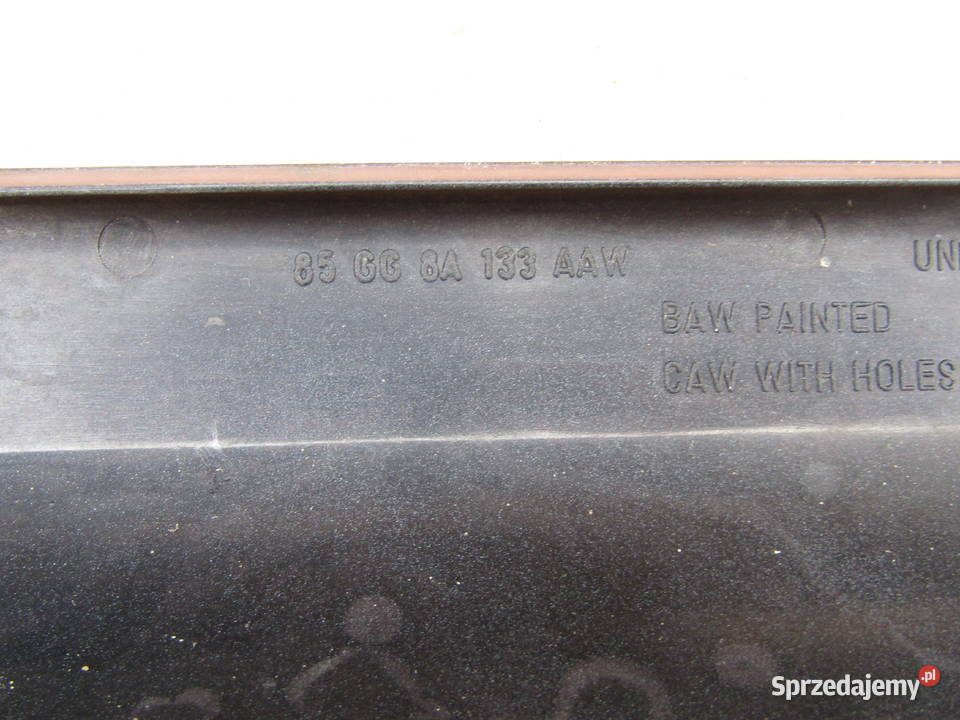 85 GG 8A 133 AAW
BAW PAINTED
CAW WITH HOLES
Sprzedajemy.pl